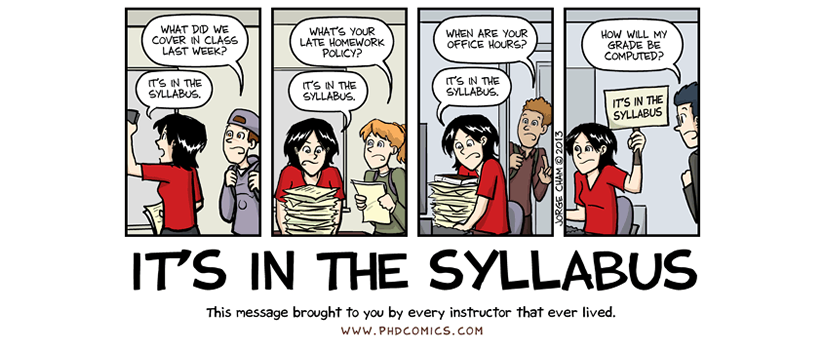 WHAT DID WE
COVER IN CLASS
LAST WEEK?
IT'S IN THE
SYLLABUS.
WHAT'S YOUR
LATE HOMEWORK
POLICY?
IT'S IN THE
SYLLABUS.
WHEN ARE YOUR
OFFICE HOURS?
IT'S IN THE
SYLLABUS.
HOW WILL MY
GRADE BE
COMPUTED?
IT'S IN THE
SYLLABUS
JORGE CHAM © 2013
IT'S IN THE SYLLABUS
This message brought to you by every instructor that ever lived.
WWW.PHDCOMICS.COM